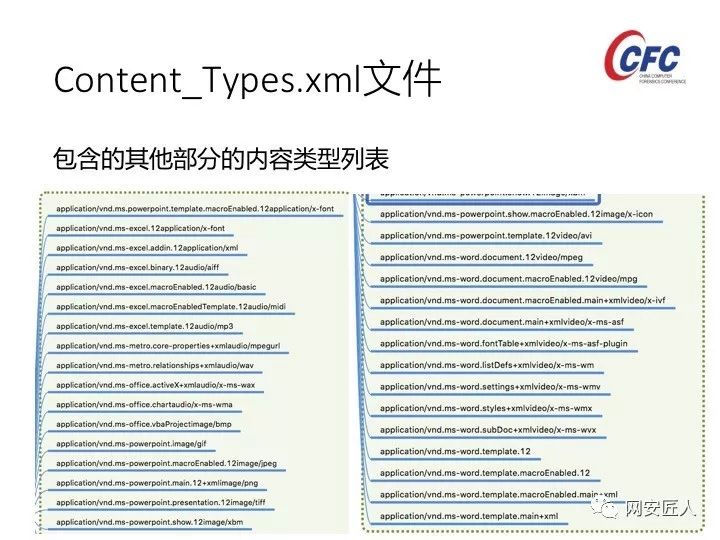 Content_Types.xml文件
CFC
CHINA COMPUTER
FORENSICS CONFERENCE
包含的其他部分的内容类型列表
application/vnd.ms.powerpoint.template.macroEnabled.12application/x-font
application/vnd.ms-excel.12application/x-font
application/vnd.ms-excel.addin.12application/xml
application/vnd.ms-excel.binary.12audio/aiff
application/vnd.ms-excel.macroEnabled.12audio/basic
application/vnd.ms-excel.macroEnabledTemplate.12audio/midi
application/vnd.ms-excel.template.12audio/mp3
application/vnd.ms-metro.core-properties+xmlaudio/mpegurl
application/vnd.ms-metro.relationships+xmlaudio/wav
application/vnd.ms-office.activeX+xmlaudio/x-ms-wax
application/vnd.ms-office.chartaudio/x-ms-wma
application/vnd.ms-office.vbaProjectimage/bmp
application/vnd.ms-powerpoint.image/gif
application/vnd.ms-powerpoint.macroEnabled.12image/jpeg
application/vnd.ms-powerpoint.main.12+xmlimage/png
application/vnd.ms-powerpoint.presentation.12image/tiff
application/vnd.ms-powerpoint.show.12image/xbm
application/vnd.ms-powerpoint.show.macroEnabled.12image/x-icon
application/vnd.ms-powerpoint.template.12video/avi
application/vnd.ms-word.document.12video/mpeg
application/vnd.ms-word.document.macroEnabled.12video/mpg
application/vnd.ms-word.document.macroEnabled.main+xmlvideo/x-ivf
application/vnd.ms-word.document.main+xmlvideo/x-ms-asf
application/vnd.ms-word.fontTable+xmlvideo/x-ms-asf-plugin
application/vnd.ms-word.listDefs+xmlvideo/x-ms-wm
application/vnd.ms-word.settings+xmlvideo/x-ms-wmv
application/vnd.ms-word.styles+xmlvideo/x-ms-wmx
application/vnd.ms-word.subDoc+xmlvideo/x-ms-wvx
application/vnd.ms-word.template.12
application/vnd.ms-word.template.macroEnabled.12
application/vnd.ms-word.template.macroEnabled.main+xml
application/vnd.ms-word.template.main+xml
网安匠人